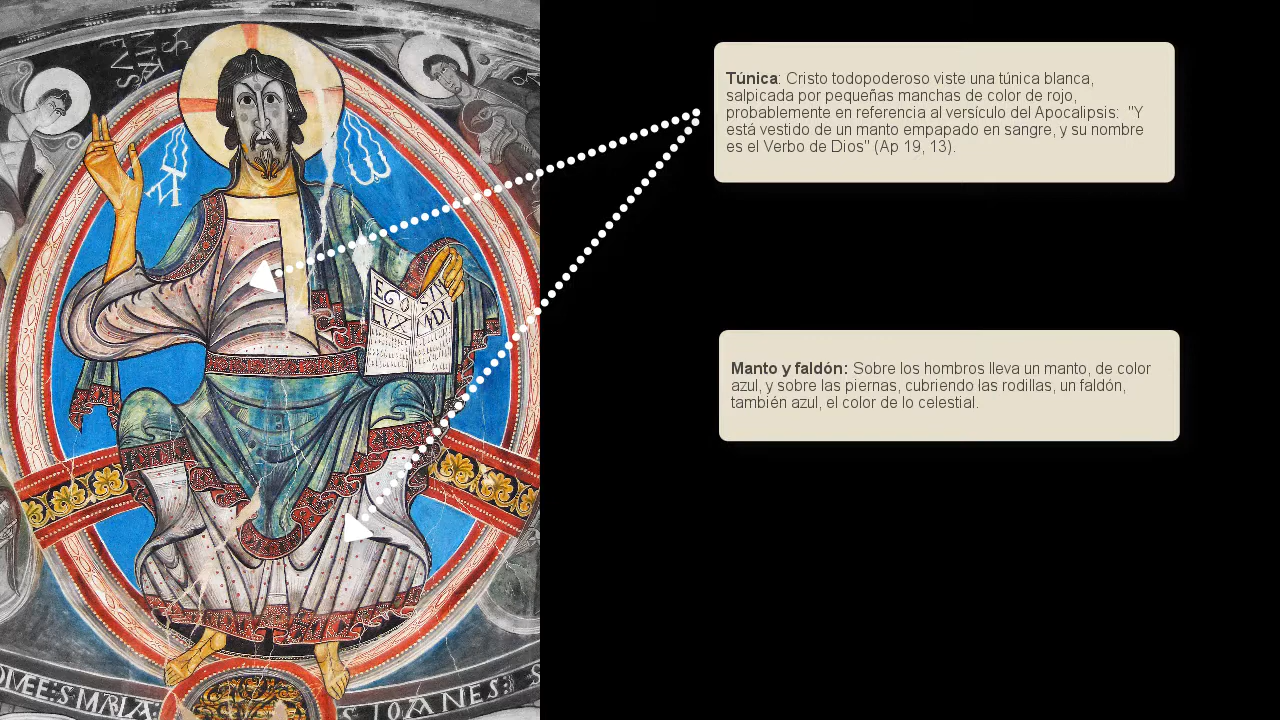 Túnica: Cristo todopoderoso viste una túnica blanca,
salpicada por pequeñas manchas de color de rojo,
probablemente en referencia al versículo del Apocalipsis: "Y
está vestido de un manto empapado en sangre, y su nombre
es el Verbo de Dios" (Ap 19, 13).
Manto y faldón: Sobre los hombros lleva un manto, de color
azul, y sobre las piernas, cubriendo las rodillas, un faldón,
también azul, el color de lo celestial.
EGO SUM
LUX MDI
S IOANNES: